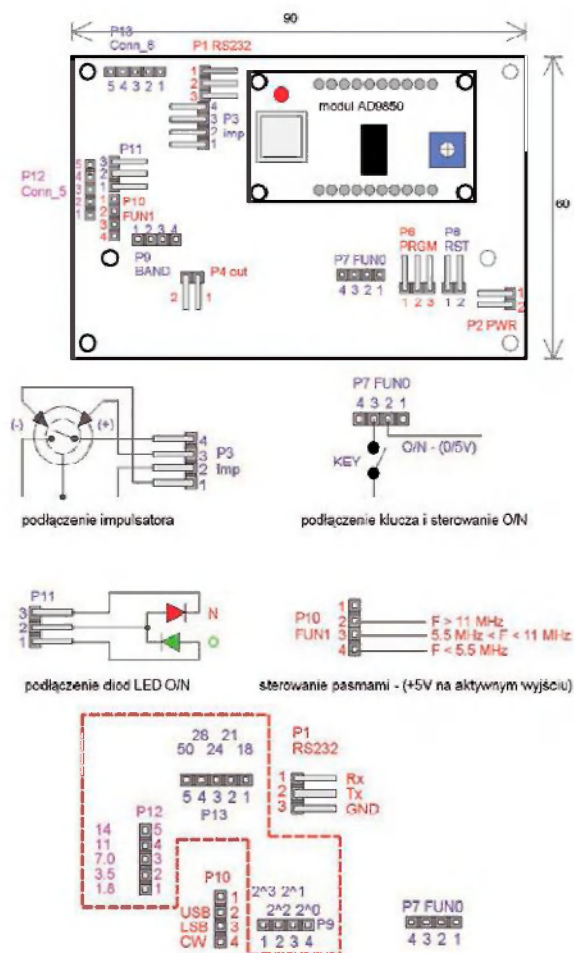 90
P13
Conn_6
P1 RS232
1
2
3
5 4 3 2 1
4
3
2
1
P3
imp
moduł AD9850
60
P12
Conn_5
5
4
3
2
1
P11
3
2
1
P10
FUN1
1
2
3
4
1 2 3 4
P9
BAND
P4 out
2
1
P7 FUN0
4 3 2 1
P6
PRGM
1 2 3
P8
RST
1 2
1
2
P2 PWR
(-)
(+)
4
3
2
1
P3
Imp
podłączenie impulsatora
P7 FUN0
4 3 2 1
O/N - (0/5V)
KEY
podłączenie klucza i sterowanie O/N
P11
3
2
1
N
O
podłączenie diod LED O/N
P10
FUN1
1
2
3
4
F > 11 MHz
5.5 MHz < F < 11 MHz
F < 5.5 MHz
sterowanie pasmami - (+5V na aktywnym wyjściu)
28 21
50 24 18
5 4 3 2 1
P13
P1
RS232
1
2
3
Rx
Tx
GND
P12
14
11
7.0
3.5
1.8
5
4
3
2
1
P10
USB
LSB
CW
1
2
3
4
2^3 2^1
2^2 2^0
P9
1 2 3 4
P7 FUN0
4 3 2 1